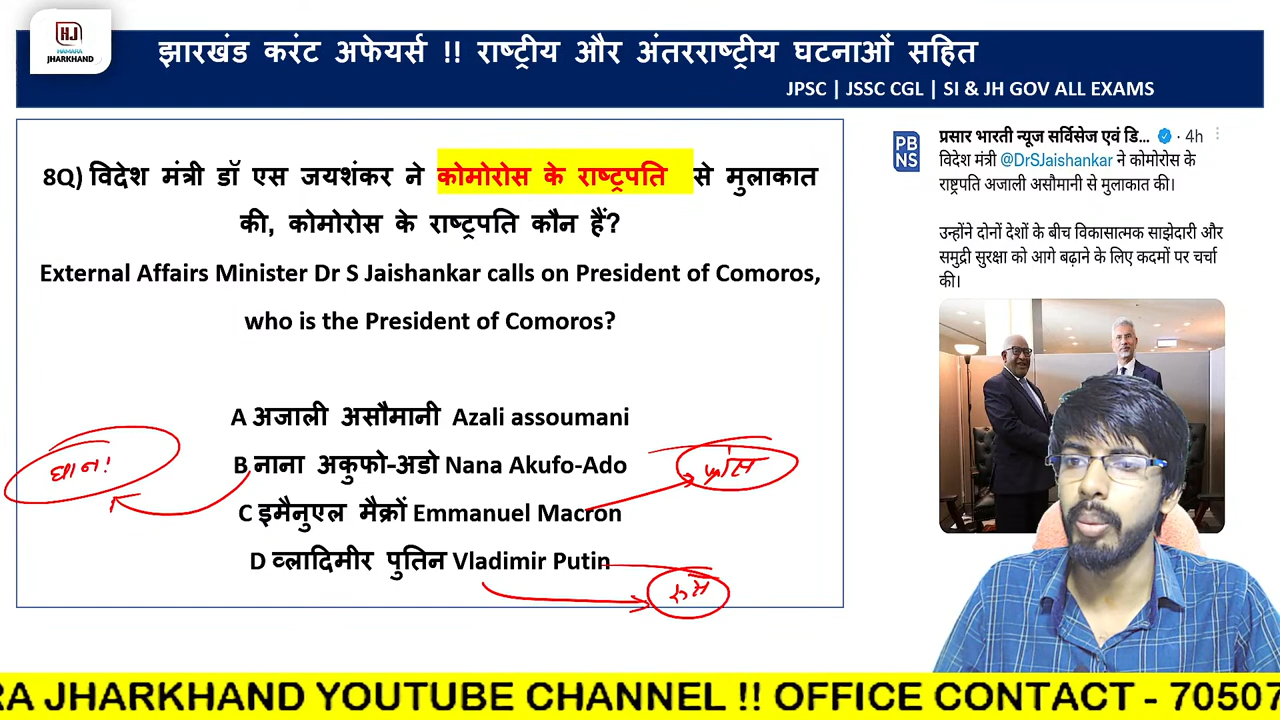 HJ
HAMARA
JHARKHAND
झारखंड करंट अफेयर्स !! राष्ट्रीय और अंतरराष्ट्रीय घटनाओं सहित
JPSC | JSSC CGL | SI & JH GOV ALL EXAMS
8Q) विदेश मंत्री डॉ एस जयशंकर ने कोमोरोस के राष्ट्रपति से मुलाकात
की, कोमोरोस के राष्ट्रपति कौन हैं?
External Affairs Minister Dr S Jaishankar calls on President of Comoros,
who is the President of Comoros?
A अजाली असौमानी Azali assoumani
B नाना अकुफो-अडो Nana Akufo-Ado
C इमैनुएल मैक्रों Emmanuel Macron
D व्लादिमीर पुतिन Vladimir Putin
घाना
फ्रांस
रूस
PB
NS
प्रसार भारती न्यूज सर्विसेज एवं डि... · 4h
विदेश मंत्री @DrSJaishankar ने कोमोरोस के
राष्ट्रपति अजाली असौमानी से मुलाकात की।
उन्होंने दोनों देशों के बीच विकासात्मक साझेदारी और
समुद्री सुरक्षा को आगे बढ़ाने के लिए कदमों पर चर्चा
की।
RA JHARKHAND YOUTUBE CHANNEL !! OFFICE CONTACT - 70507